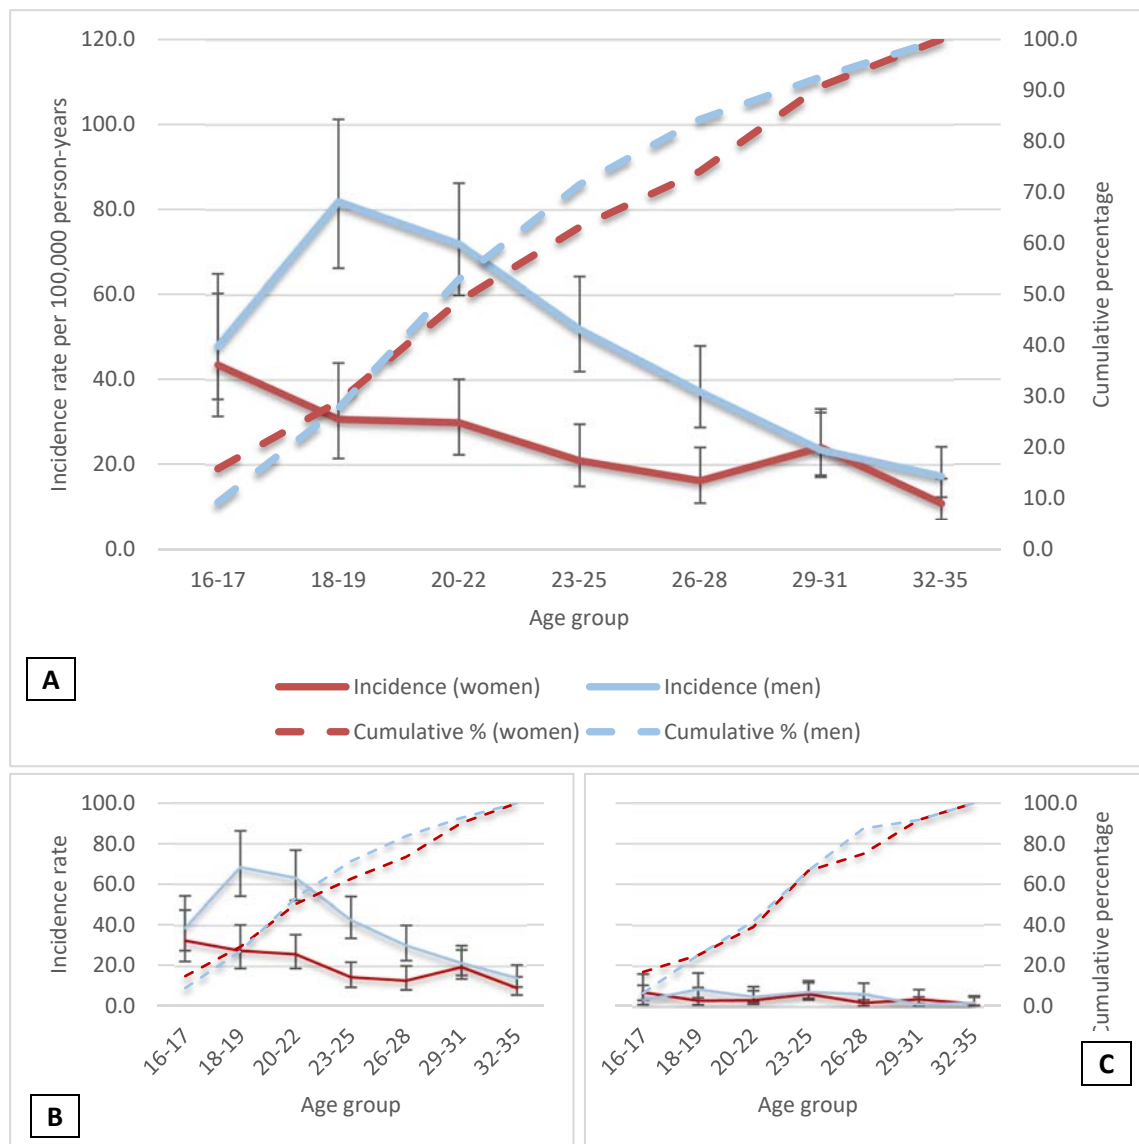 120.0
100.0
80.0
60.0
40.0
20.0
0.0
Incidence rate per 100,000 person-years
100.0
90.0
80.0
70.0
60.0
50.0
40.0
30.0
20.0
10.0
0.0
Cumulative percentage
16-17 18-19 20-22 23-25 26-28 29-31 32-35
Age group
A
Incidence (women) Incidence (men)
Cumulative % (women) Cumulative % (men)
100.0
80.0
60.0
40.0
20.0
0.0
Incidence rate
16-17 18-19 20-22 23-25 26-28 29-31 32-35
Age group
B
100.0
80.0
60.0
40.0
20.0
0.0
Cumulative percentage
16-17 18-19 20-22 23-25 26-28 29-31 32-35
Age group
C